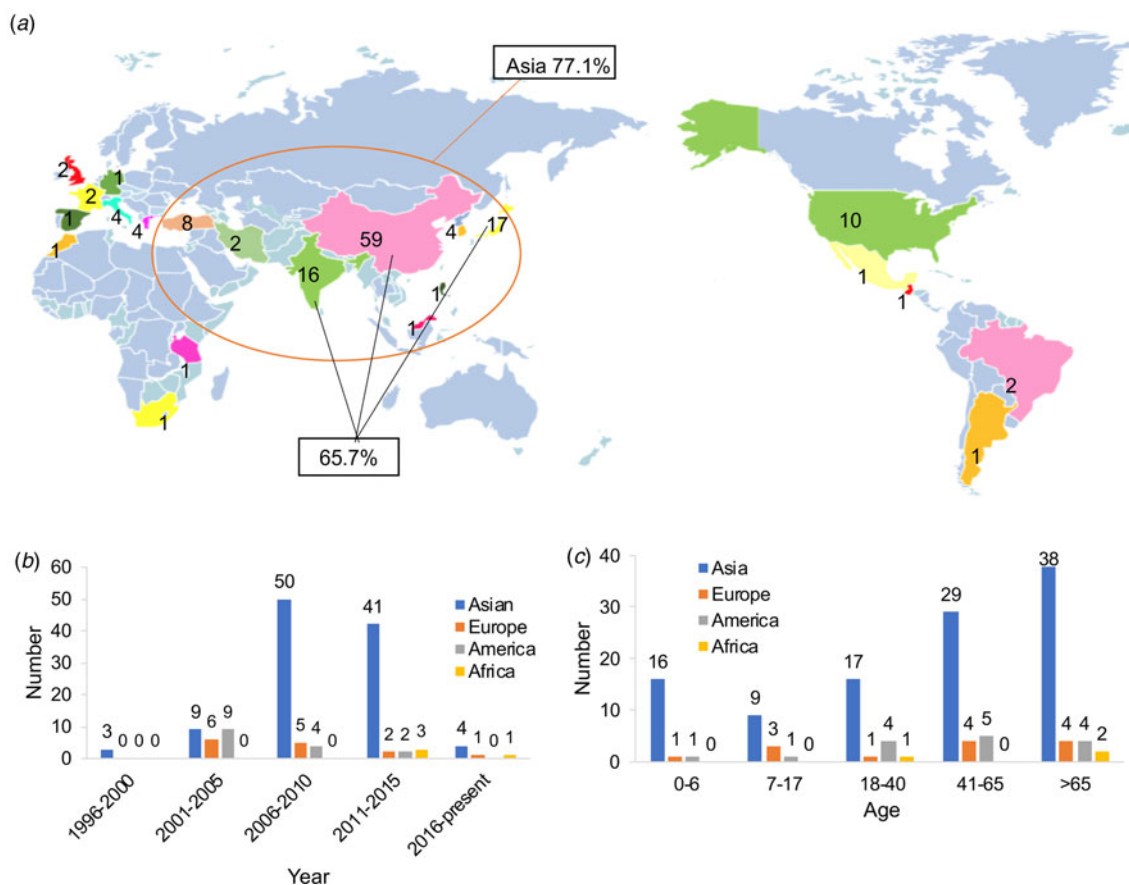 (a)
Asia 77.1%
2
1
2
1
4
4
8
1
2
59
4
17
16
1
1
1
1
65.7%
10
1
1
2
1
(b)
Number
60
50
40
30
20
10
0
3 0 0 0
9 6 9 0
50 5 4
41 2 2 3
4 1 0 1
Asian
Europe
America
Africa
1996-2000
2001-2005
2006-2010
2011-2015
2016-present
Year
(c)
Number
40
30
20
10
0
16 1 1 0
9 3 1 0
17 1 4 1
29 4 5 0
38 4 4 2
Asia
Europe
America
Africa
0-6
7-17
18-40
41-65
>65
Age